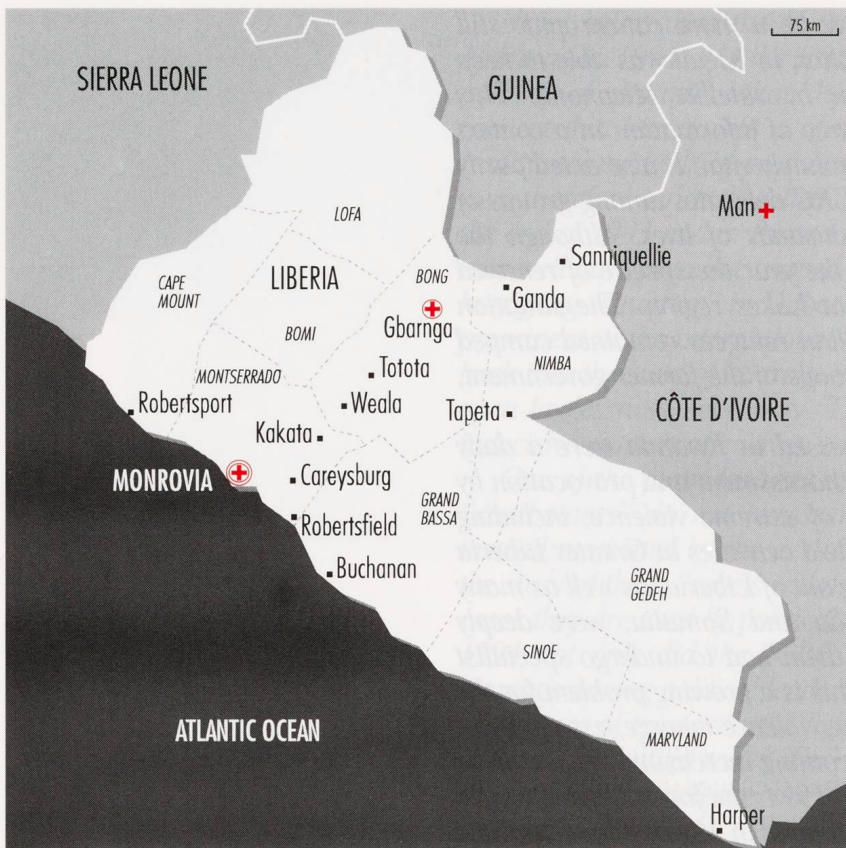 75 km
SIERRA LEONE
GUINEA
Man
LOFA
Sanniquellie
CAPE
MOUNT
LIBERIA
BONG
Ganda
Gbarnga
BOMI
NIMBA
Totota
MONTSERRADO
Robertsport
Weala
Tapeta
CÔTE D'IVOIRE
Kakata
MONROVIA
Careysburg
GRAND
BASSA
Robertsfield
Buchanan
GRAND
GEDEH
SINOE
ATLANTIC OCEAN
MARYLAND
Harper